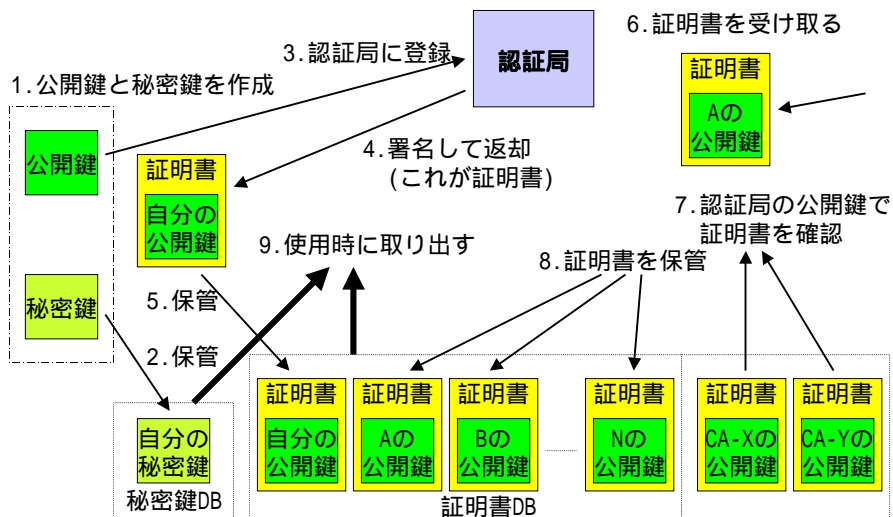 6.証明書を受け取る
3.認証局に登録
認証局
証明書
Aの
公開鍵
1.公開鍵と秘密鍵を作成
公開鍵
4.署名して返却
(これが証明書)
証明書
自分の
公開鍵
7.認証局の公開鍵で
証明書を確認
9.使用時に取り出す
8.証明書を保管
秘密鍵
5.保管
2.保管
証明書
自分の
公開鍵
証明書
Aの
公開鍵
証明書
Bの
公開鍵
証明書
Nの
公開鍵
証明書
CA-Xの
公開鍵
証明書
CA-Yの
公開鍵
自分の
秘密鍵
秘密鍵DB
証明書DB